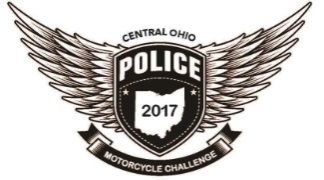 CENTRAL OHIO
POLICE
2017
MOTORCYCLE CHALLENGE